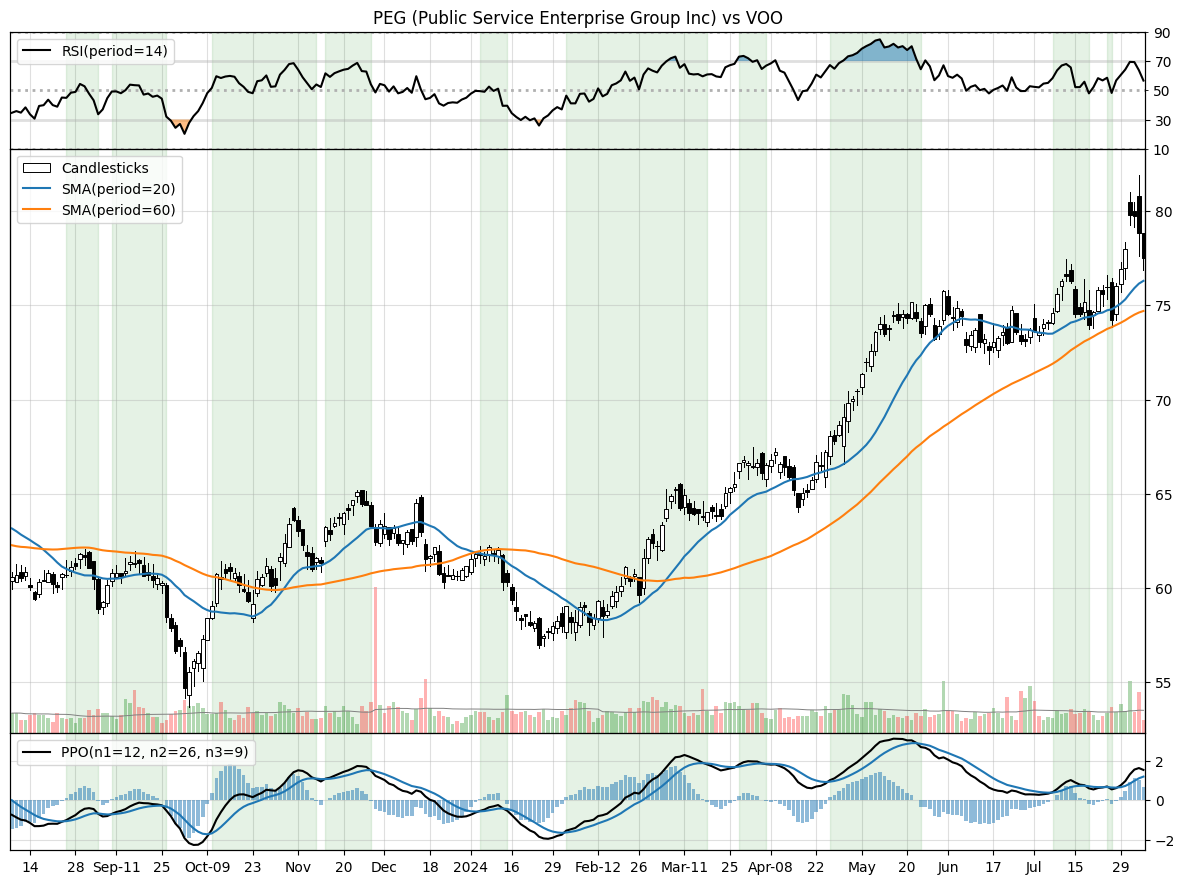 PEG (Public Service Enterprise Group Inc) vs VOO
RSI(period=14)
90
70
50
30
10
Candlesticks
SMA(period=20)
SMA(period=60)
80
75
70
65
60
55
PPO(n1=12, n2=26, n3=9)
2
0
−2
14 28 Sep-11 25 Oct-09 23 Nov 20 Dec 18 2024 16 29 Feb-12 26 Mar-11 25 Apr-08 22 May 20 Jun 17 Jul 15 29